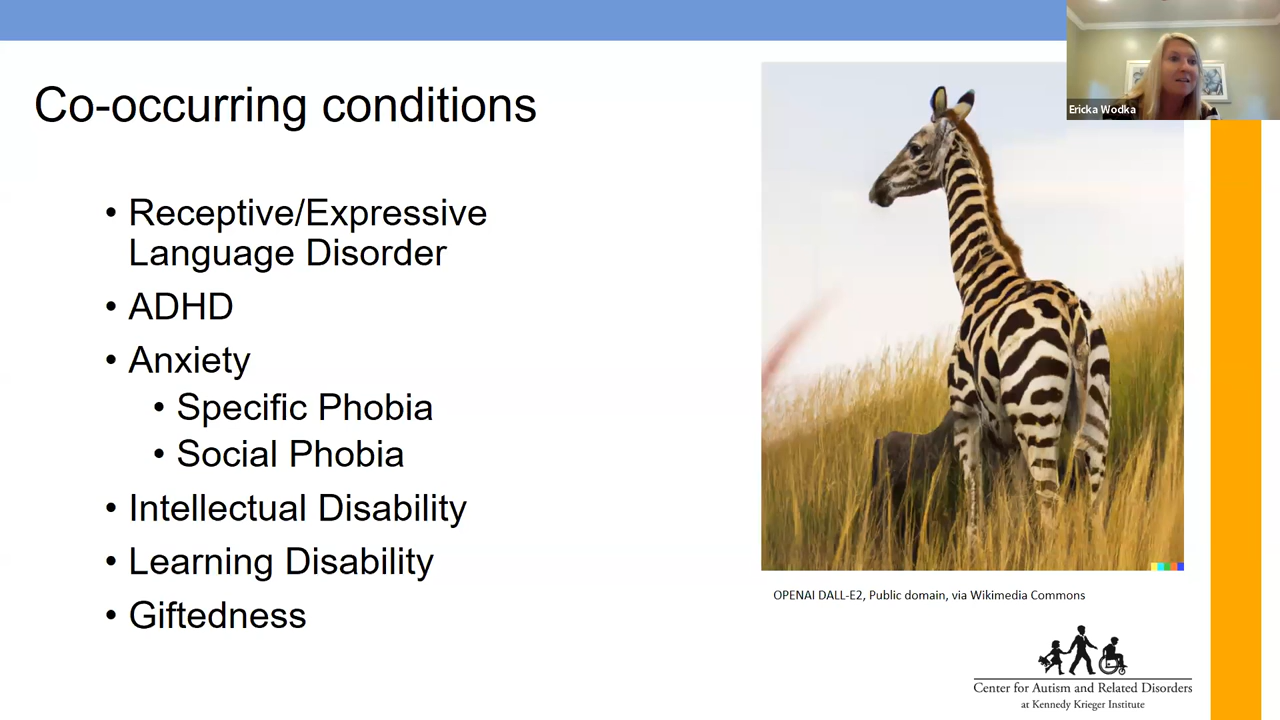 Ericka Wodka
Co-occurring conditions
• Receptive/Expressive
Language Disorder
• ADHD
• Anxiety
• Specific Phobia
• Social Phobia
• Intellectual Disability
• Learning Disability
• Giftedness
OPENAI DALL-E2, Public domain, via Wikimedia Commons
Center for Autism and Related Disorders
at Kennedy Krieger Institute